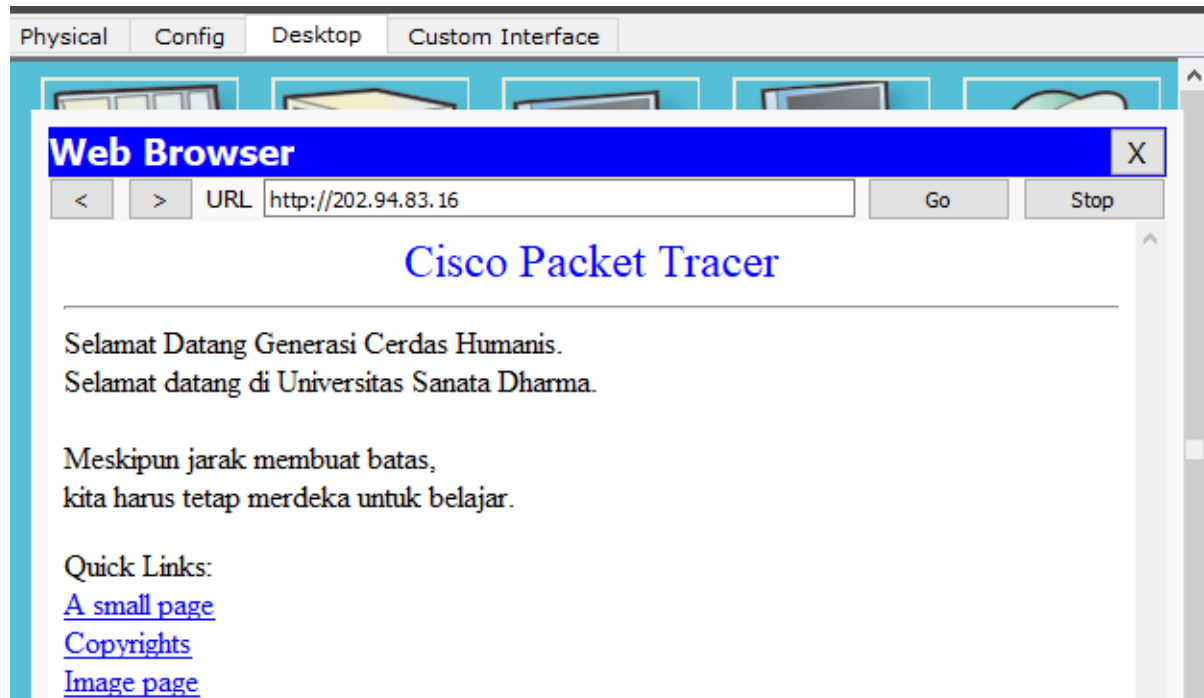 Physical Config Desktop Custom Interface
Web Browser X
< > URL http://202.94.83.16 Go Stop
Cisco Packet Tracer
Selamat Datang Generasi Cerdas Humanis.
Selamat datang di Universitas Sanata Dharma.
Meskipun jarak membuat batas,
kita harus tetap merdeka untuk belajar.
Quick Links:
A small page
Copyrights
Image page